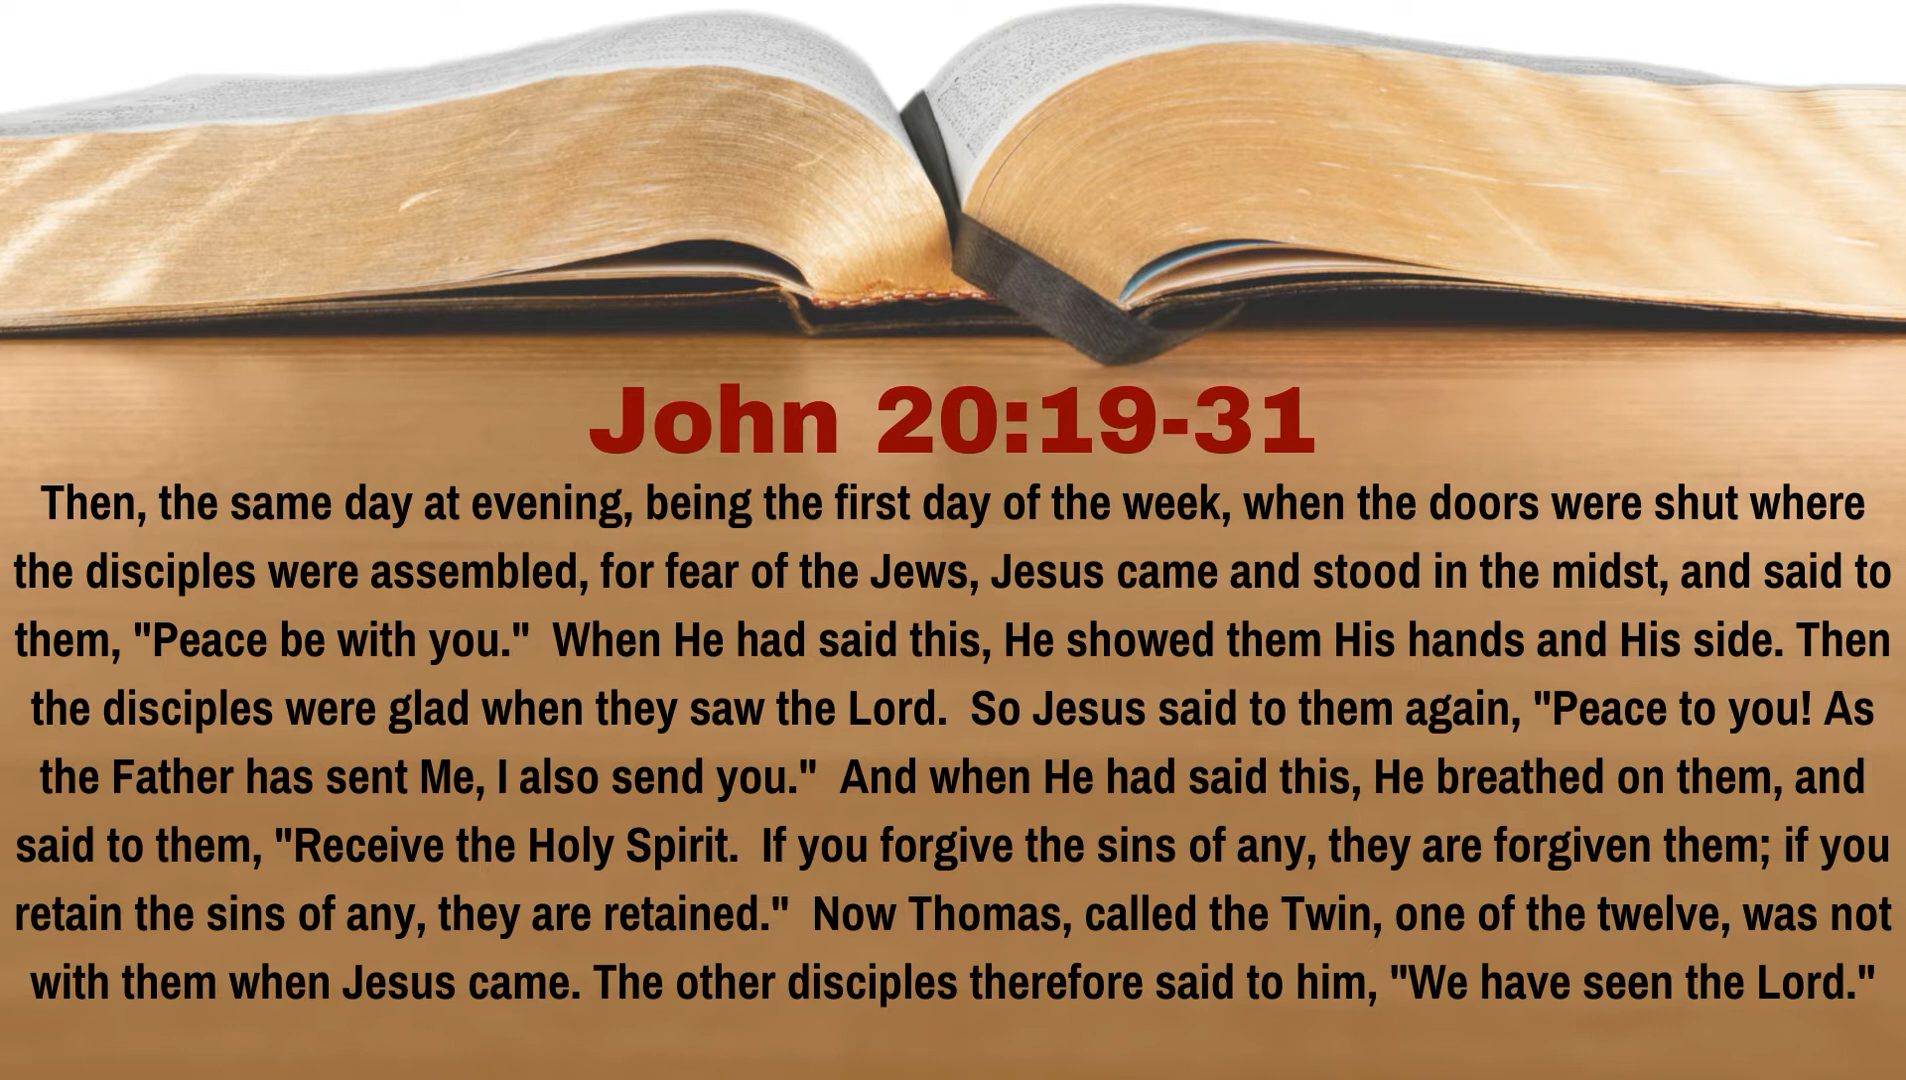 John 20:19-31
Then, the same day at evening, being the first day of the week, when the doors were shut where
the disciples were assembled, for fear of the Jews, Jesus came and stood in the midst, and said to
them, "Peace be with you."  When He had said this, He showed them His hands and His side. Then
the disciples were glad when they saw the Lord.  So Jesus said to them again, "Peace to you! As
the Father has sent Me, I also send you."  And when He had said this, He breathed on them, and
said to them, "Receive the Holy Spirit.  If you forgive the sins of any, they are forgiven them; if you
retain the sins of any, they are retained."  Now Thomas, called the Twin, one of the twelve, was not
with them when Jesus came. The other disciples therefore said to him, "We have seen the Lord."